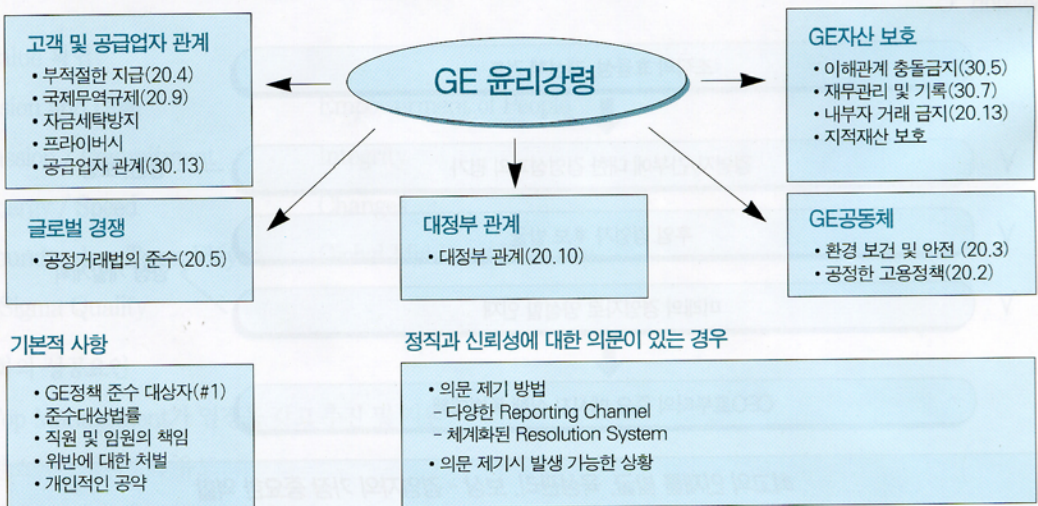 GE 윤리강령
고객 및 공급업자 관계
• 부적절한 지급(20.4)
• 국제무역규제(20.9)
• 자금세탁방지
• 프라이버시
• 공급업자 관계(30.13)
GE자산 보호
• 이해관계 충돌금지(30.5)
• 재무관리 및 기록(30.7)
• 내부자 거래 금지(20.13)
• 지적재산 보호
글로벌 경쟁
• 공정거래법의 준수(20.5)
대정부 관계
• 대정부 관계(20.10)
GE공동체
• 환경 보건 및 안전(20.3)
• 공정한 고용정책(20.2)
기본적 사항
• GE정책 준수 대상자(#1)
• 준수대상법률
• 직원 및 임원의 책임
• 위반에 대한 처벌
• 개인적인 공약
정직과 신뢰성에 대한 의문이 있는 경우
• 의문 제기 방법
- 다양한 Reporting Channel
- 체계화된 Resolution System
• 의문 제기시 발생 가능한 상황